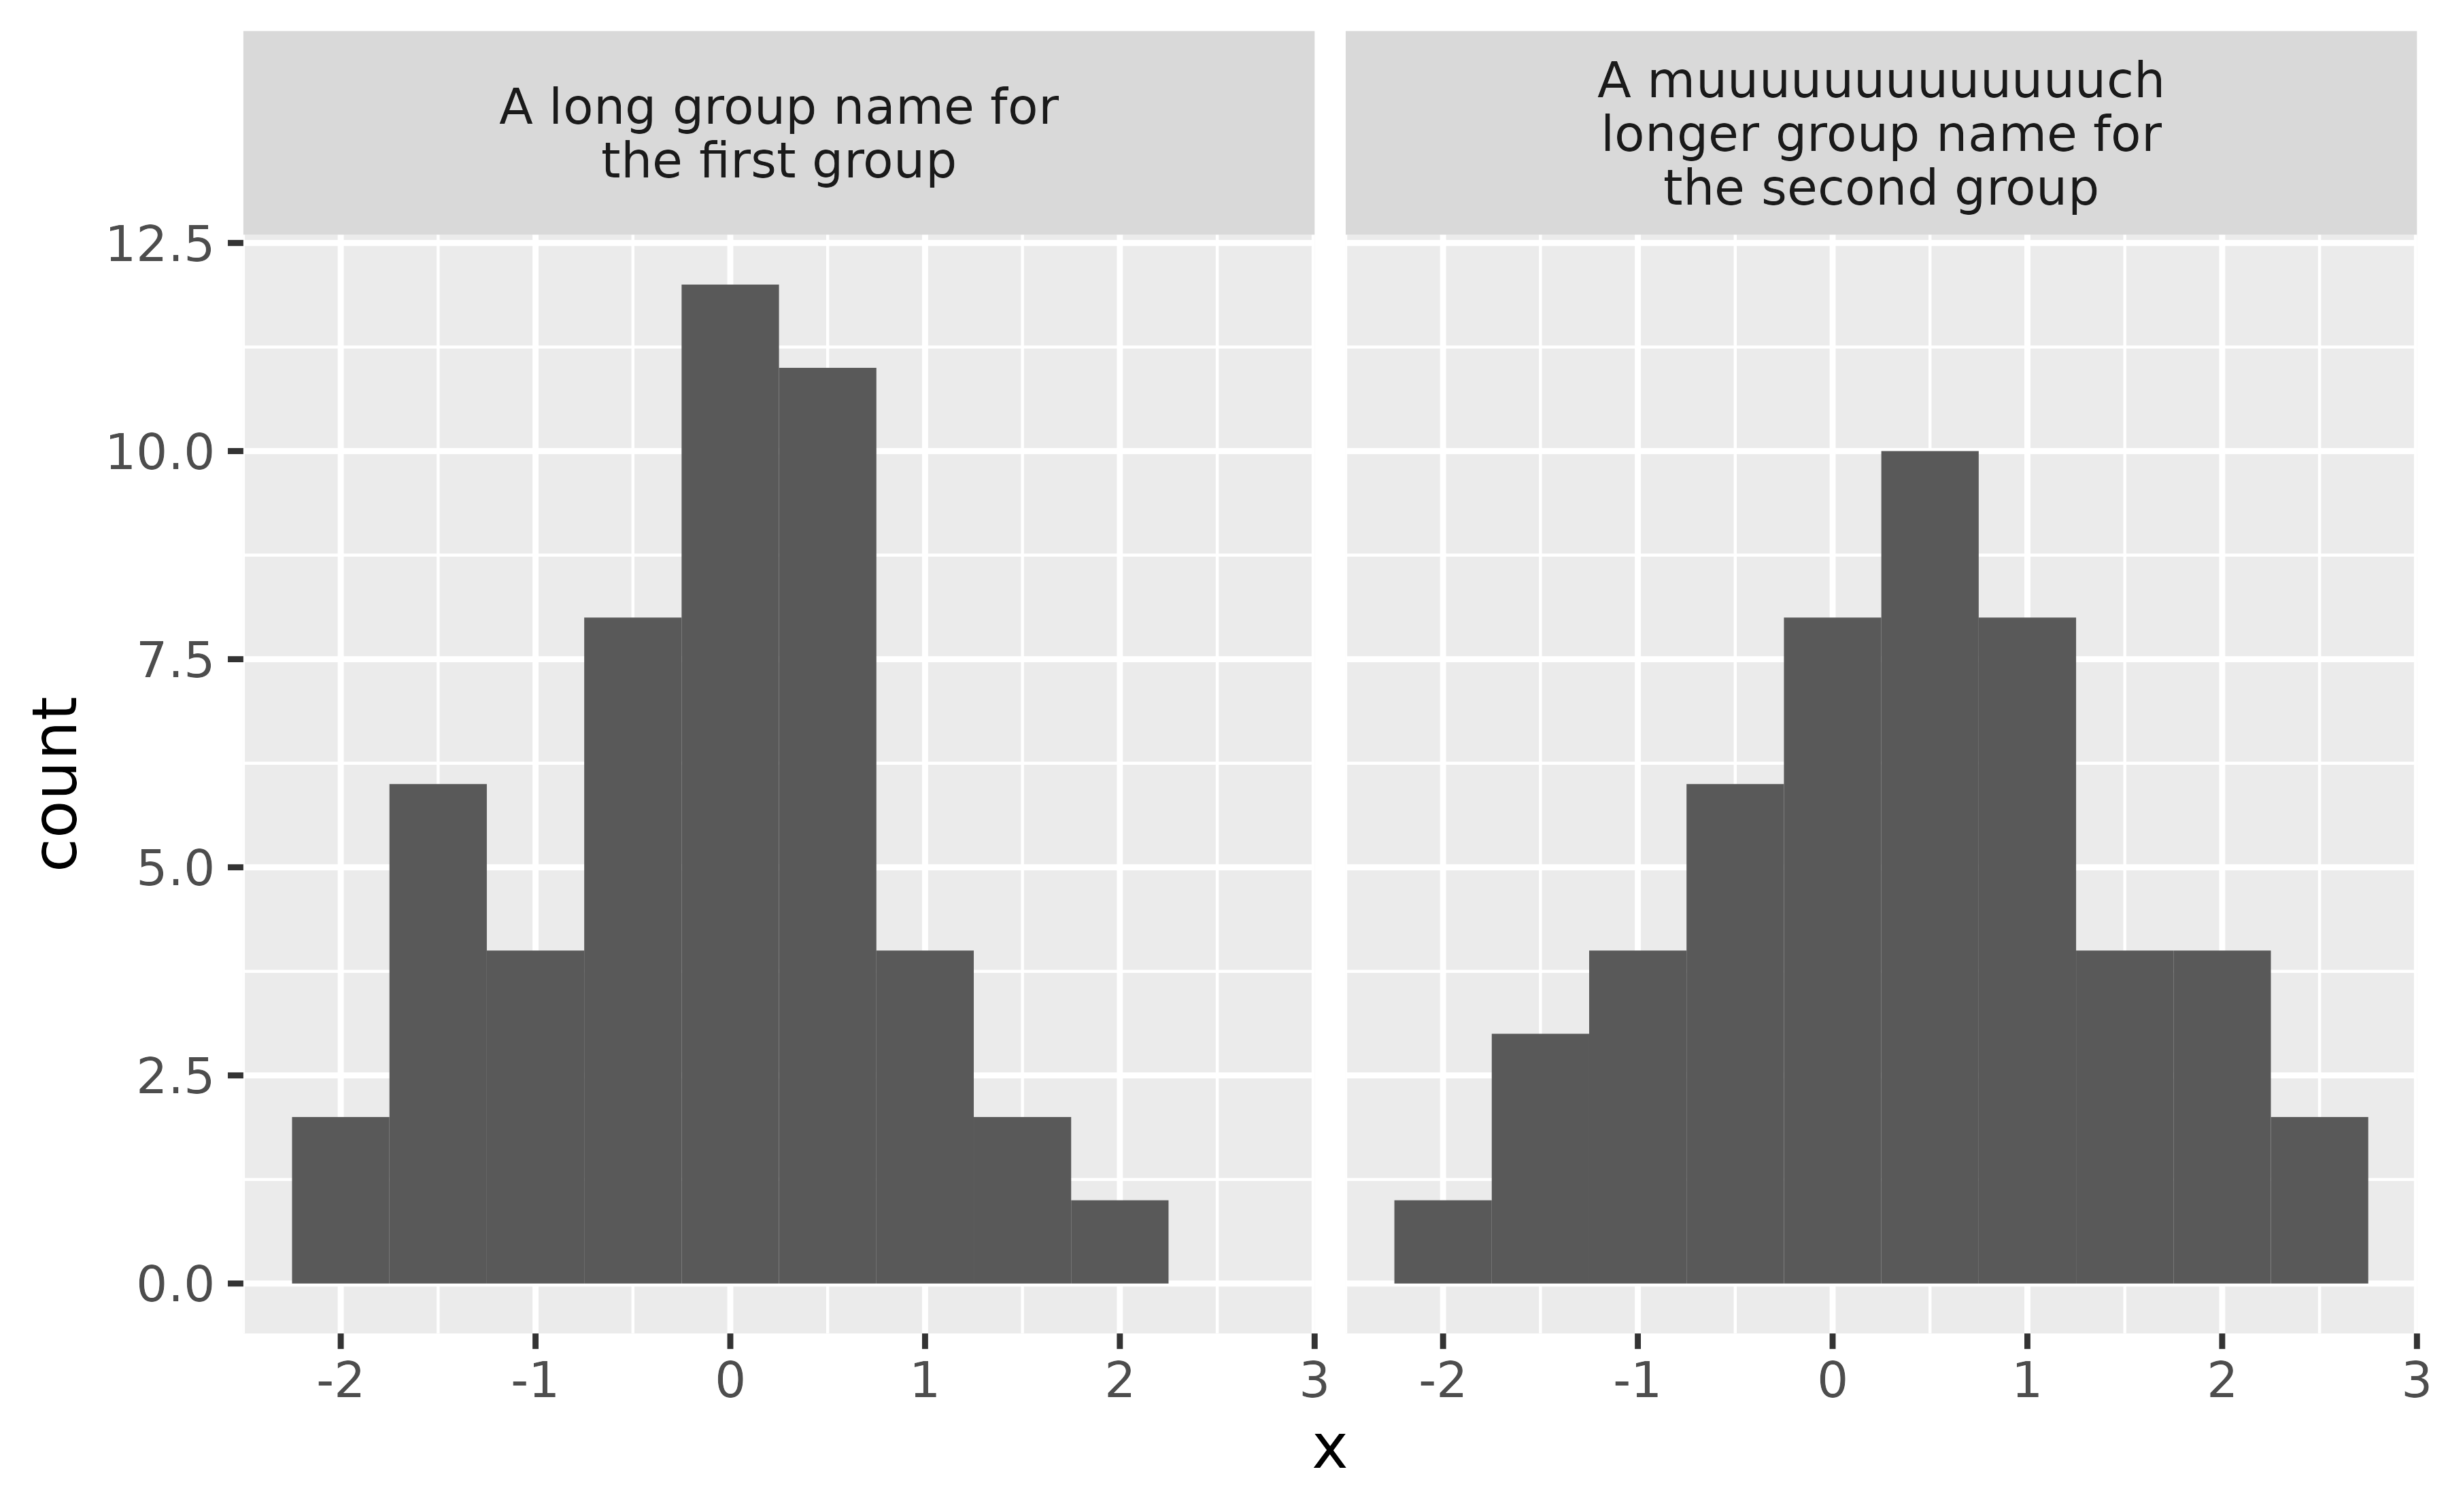 A long group name for
the first group
A muuuuuuuuuuuuuuch
longer group name for
the second group
12.5
10.0
7.5
5.0
2.5
0.0
count
-2 -1 0 1 2 3
-2 -1 0 1 2 3
x